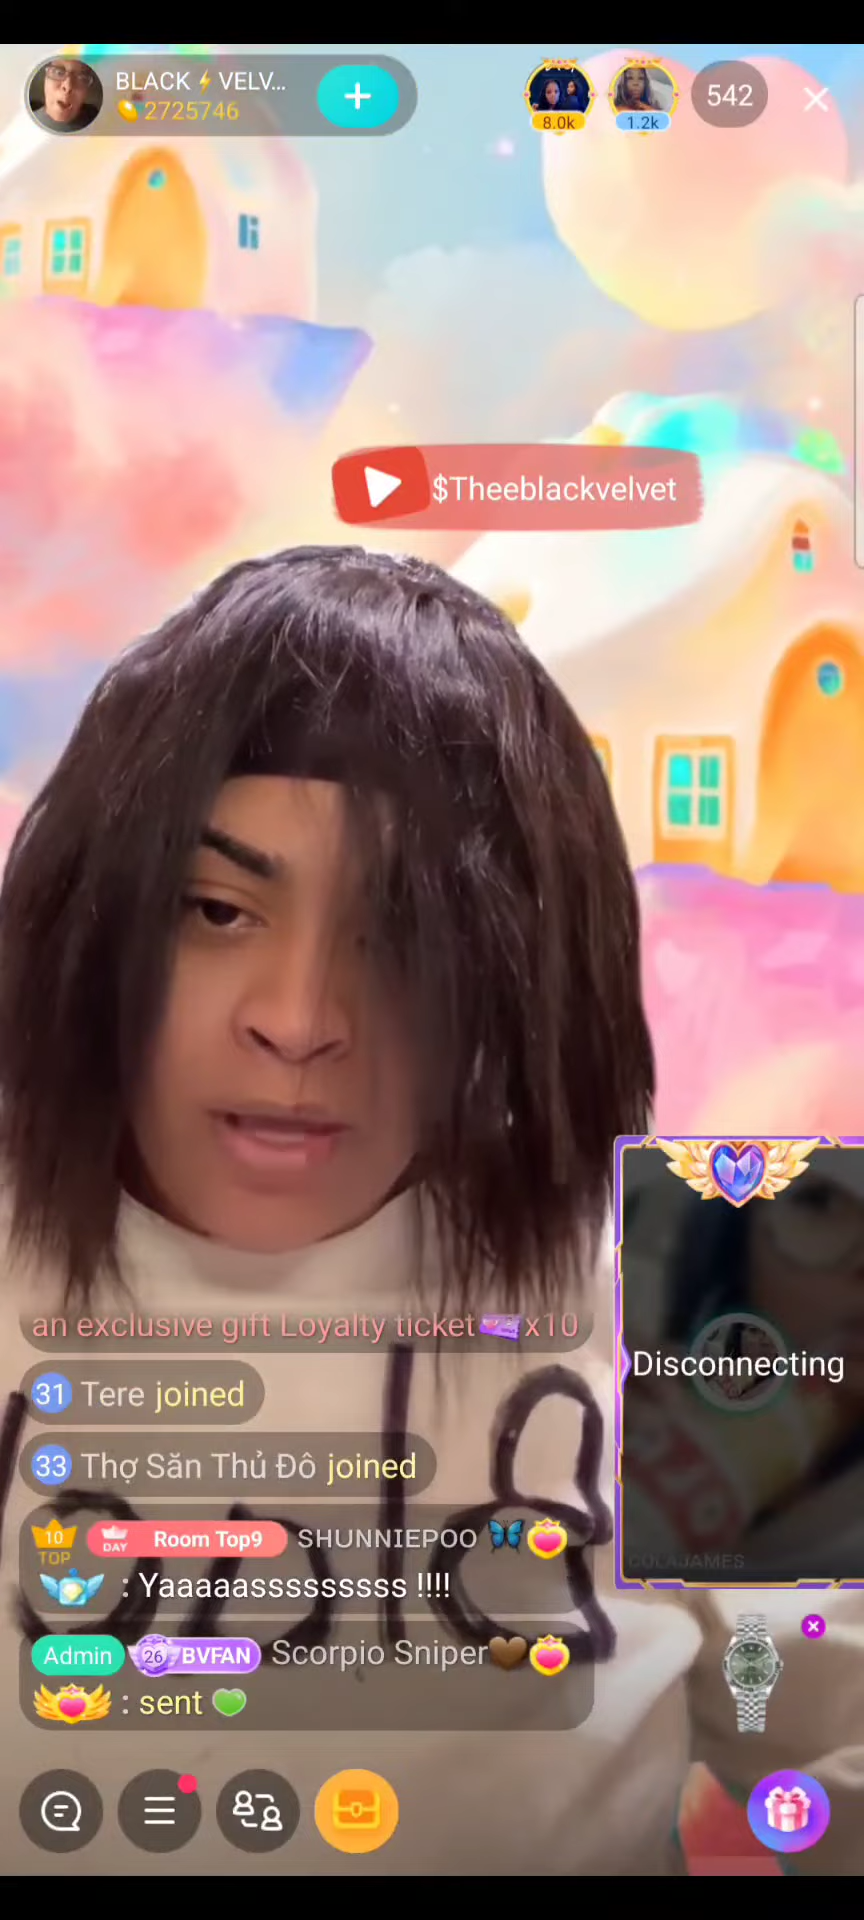 BLACK⚡VELV...
2725746
8.0k
1.2k
542
$Theeblackvelvet
an exclusive gift Loyalty ticket x10
31 Tere joined
33 Thợ Săn Thủ Đô joined
10 TOP DAY Room Top9 SHUNNIEPOO 🦋
: Yaaaaasssssssss !!!!
Admin 26 BVFAN Scorpio Sniper🤎
: sent 💚
Disconnecting
COLAJAMES